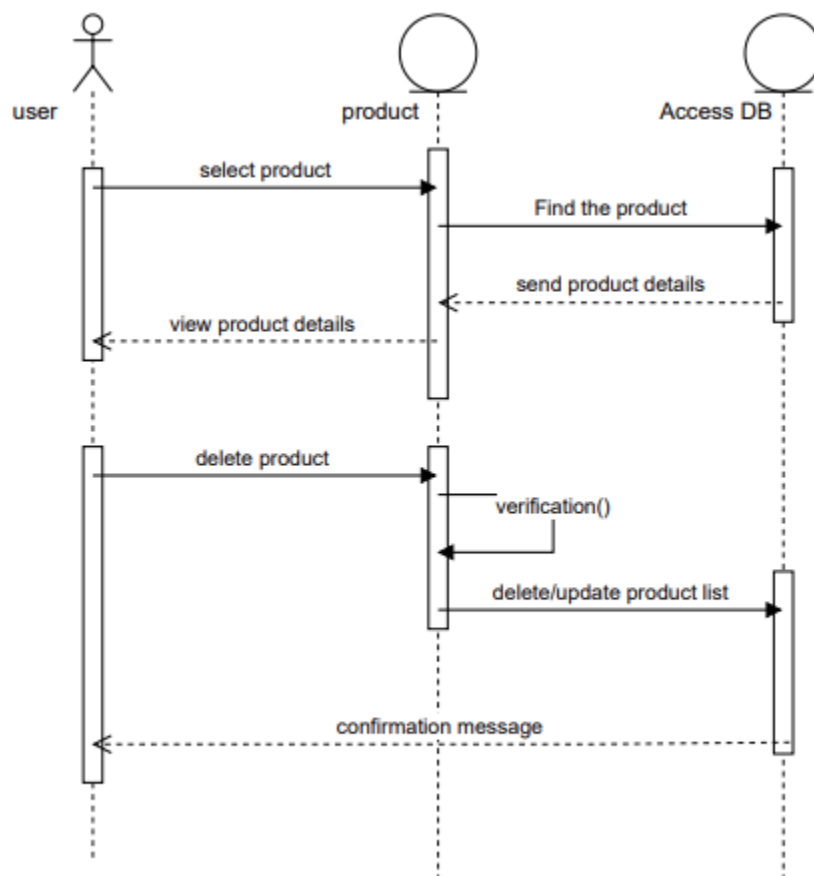 user
product
Access DB
select product
Find the product
send product details
view product details
delete product
verification()
delete/update product list
confirmation message